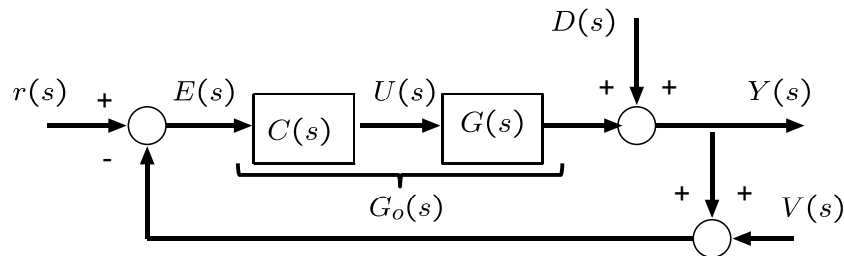 D(s)
r(s) + E(s) U(s) + + Y(s)
C(s) G(s)
-
G_o(s) + + V(s)